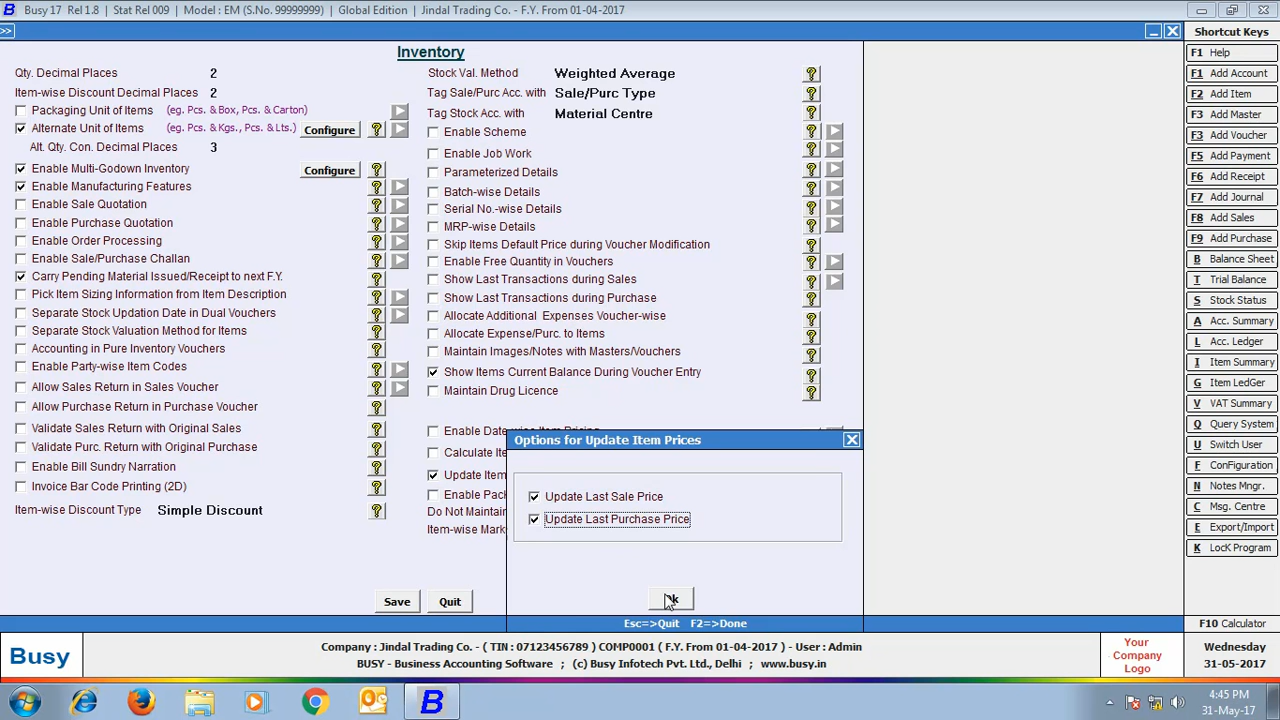 Busy 17 Rel 1.8 | Stat Rel 009 | Model : EM (S.No. 99999999) | Global Edition | Jindal Trading Co. - F.Y. From 01-04-2017
>>
Inventory
Qty. Decimal Places 2
Item-wise Discount Decimal Places 2
Packaging Unit of Items (eg. Pcs. & Box, Pcs. & Carton)
Alternate Unit of Items (eg. Pcs. & Kgs., Pcs. & Lts.) Configure ?
Alt. Qty. Con. Decimal Places 3
Enable Multi-Godown Inventory Configure ?
Enable Manufacturing Features ?
Enable Sale Quotation ?
Enable Purchase Quotation ?
Enable Order Processing ?
Enable Sale/Purchase Challan ?
Carry Pending Material Issued/Receipt to next F.Y. ?
Pick Item Sizing Information from Item Description ?
Separate Stock Updation Date in Dual Vouchers ?
Separate Stock Valuation Method for Items ?
Accounting in Pure Inventory Vouchers ?
Enable Party-wise Item Codes ?
Allow Sales Return in Sales Voucher ?
Allow Purchase Return in Purchase Voucher ?
Validate Sales Return with Original Sales ?
Validate Purc. Return with Original Purchase ?
Enable Bill Sundry Narration ?
Invoice Bar Code Printing (2D) ?
Item-wise Discount Type Simple Discount ?
Save Quit
Stock Val. Method Weighted Average ?
Tag Sale/Purc Acc. with Sale/Purc Type ?
Tag Stock Acc. with Material Centre ?
Enable Scheme ?
Enable Job Work ?
Parameterized Details ?
Batch-wise Details ?
Serial No.-wise Details ?
MRP-wise Details ?
Skip Items Default Price during Voucher Modification ?
Enable Free Quantity in Vouchers ?
Show Last Transactions during Sales ?
Show Last Transactions during Purchase ?
Allocate Additional Expenses Voucher-wise ?
Allocate Expense/Purc. to Items ?
Maintain Images/Notes with Masters/Vouchers ?
Show Items Current Balance During Voucher Entry ?
Maintain Drug Licence ?
Calculate Ite
Update Item
Enable Pack
Do Not Maintain
Item-wise Mark
Options for Update Item Prices
Update Last Sale Price
Update Last Purchase Price
Esc=>Quit F2=>Done
Shortcut Keys
F1 Help
F1 Add Account
F2 Add Item
F3 Add Master
F3 Add Voucher
F5 Add Payment
F6 Add Receipt
F7 Add Journal
F8 Add Sales
F9 Add Purchase
B Balance Sheet
T Trial Balance
S Stock Status
A Acc. Summary
L Acc. Ledger
I Item Summary
G Item LedGer
V VAT Summary
Q Query System
U Switch User
F Configuration
N Notes Mngr.
C Msg. Centre
E Export/Import
K LocK Program
F10 Calculator
Busy
Company : Jindal Trading Co. - ( TIN : 07123456789 ) COMP0001 ( F.Y. From 01-04-2017 ) - User : Admin
BUSY - Business Accounting Software ; (c) Busy Infotech Pvt. Ltd., Delhi ; www.busy.in
Your
Company
Logo
Wednesday
31-05-2017
4:45 PM
31-May-17